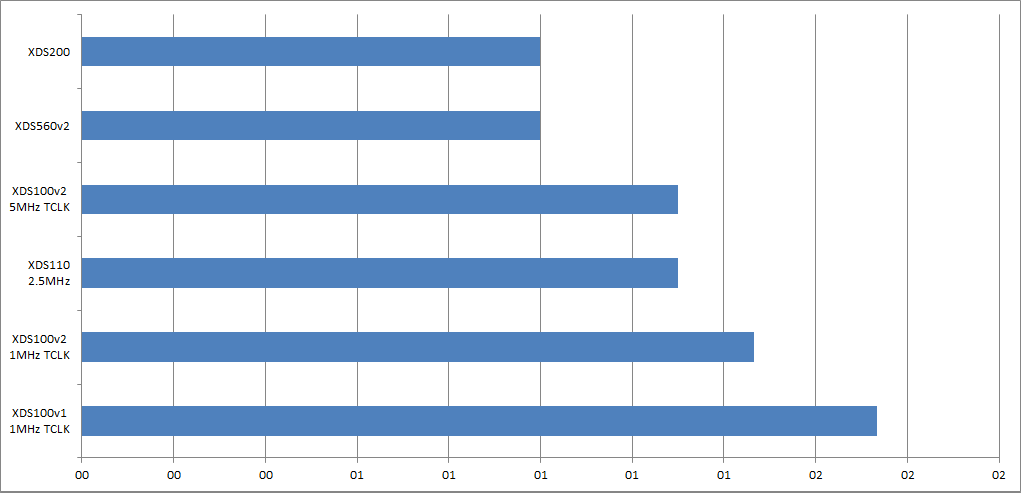 XDS200
XDS560v2
XDS100v2
5MHz TCLK
XDS110
2.5MHz
XDS100v2
1MHz TCLK
XDS100v1
1MHz TCLK
00 00 00 01 01 01 01 01 02 02 02